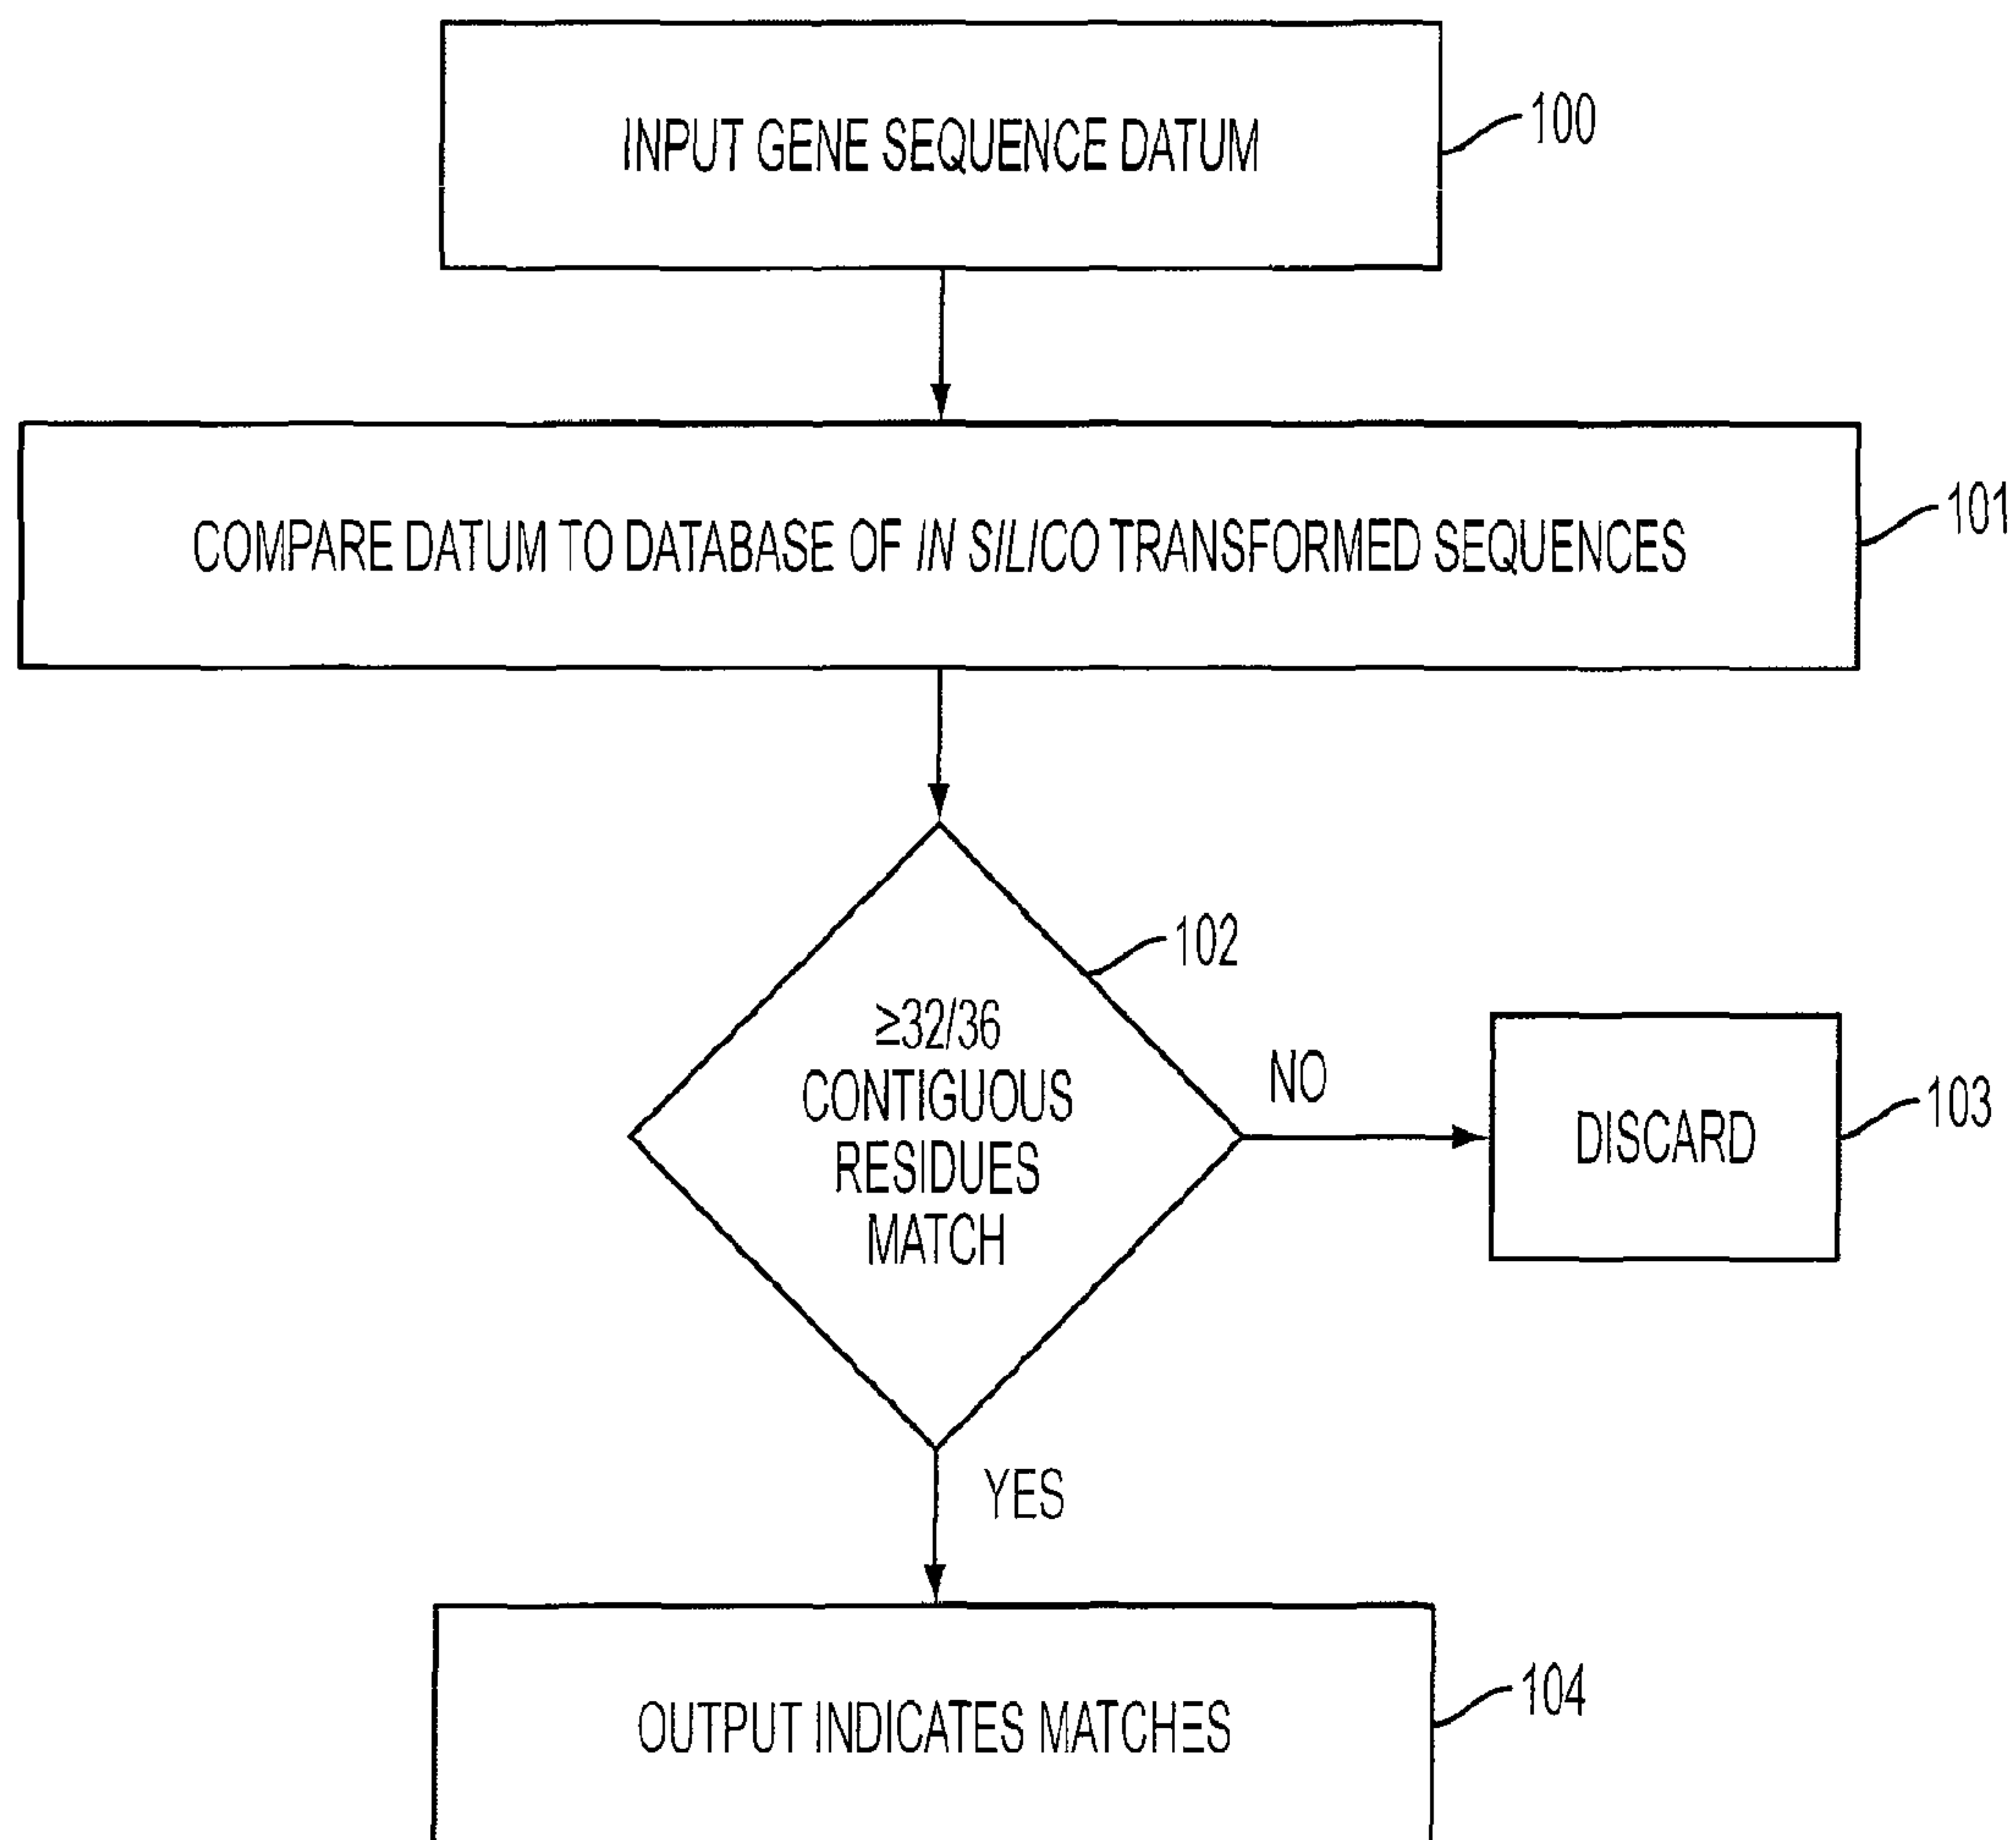 INPUT GENE SEQUENCE DATUM
100
COMPARE DATUM TO DATABASE OF IN SILICO TRANSFORMED SEQUENCES
101
102
≥32/36
CONTIGUOUS
RESIDUES
MATCH
NO
DISCARD
103
YES
OUTPUT INDICATES MATCHES
104